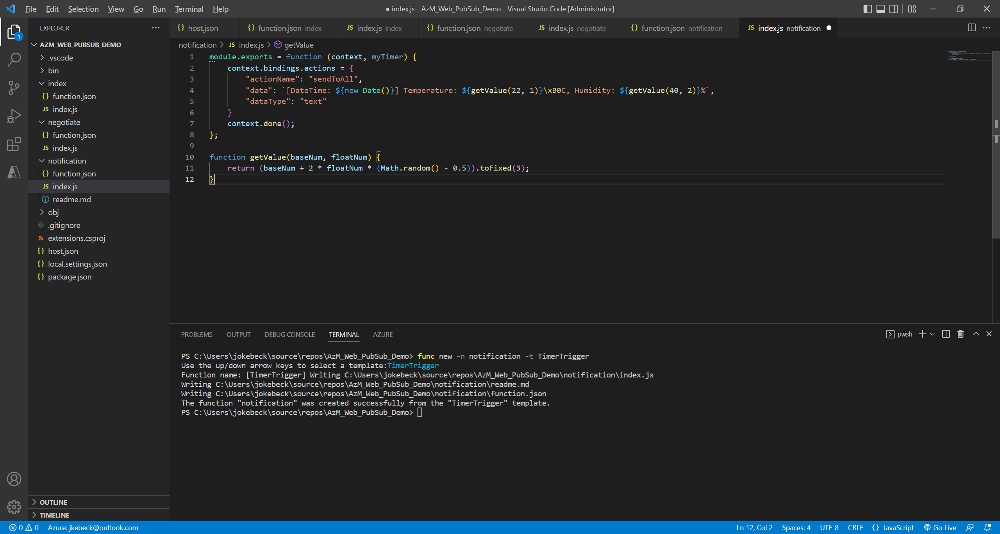 File Edit Selection View Go Run Terminal Help
● index.js - AzM_Web_PubSub_Demo - Visual Studio Code [Administrator]
EXPLORER
1
AZM_WEB_PUBSUB_DEMO
.vscode
bin
index
{} function.json
JS index.js
negotiate
{} function.json
JS index.js
notification
{} function.json
JS index.js
readme.md
obj
.gitignore
extensions.csproj
{} host.json
{} local.settings.json
{} package.json
OUTLINE
TIMELINE
{} host.json {} function.json index JS index.js index {} function.json negotiate JS index.js negotiate {} function.json notification JS index.js notification ●
notification > JS index.js > getValue
1 module.exports = function (context, myTimer) {
2 context.bindings.actions = {
3 "actionName": "sendToAll",
4 "data": `[DateTime: ${new Date()}] Temperature: ${getValue(22, 1)}\xB0C, Humidity: ${getValue(40, 2)}%`,
5 "dataType": "text"
6 }
7 context.done();
8 };
9
10 function getValue(baseNum, floatNum) {
11 return (baseNum + 2 * floatNum * (Math.random() - 0.5)).toFixed(3);
12 }
PROBLEMS OUTPUT DEBUG CONSOLE TERMINAL AZURE
pwsh
PS C:\Users\jokebeck\source\repos\AzM_Web_PubSub_Demo> func new -n notification -t TimerTrigger
Use the up/down arrow keys to select a template:TimerTrigger
Function name: [TimerTrigger] Writing C:\Users\jokebeck\source\repos\AzM_Web_PubSub_Demo\notification\index.js
Writing C:\Users\jokebeck\source\repos\AzM_Web_PubSub_Demo\notification\readme.md
Writing C:\Users\jokebeck\source\repos\AzM_Web_PubSub_Demo\notification\function.json
The function "notification" was created successfully from the "TimerTrigger" template.
PS C:\Users\jokebeck\source\repos\AzM_Web_PubSub_Demo>
0 0 Azure: jkebeck@outlook.com
Ln 12, Col 2 Spaces: 4 UTF-8 CRLF {} JavaScript Go Live